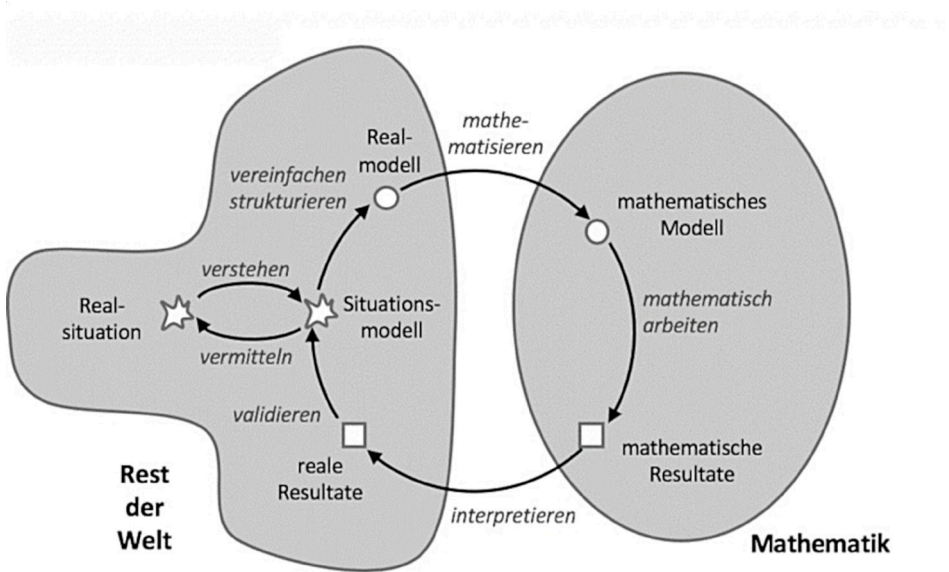 mathe-
matisieren
Real-
modell
vereinfachen
strukturieren
mathematisches
Modell
verstehen
Real-
situation
Situations-
modell
mathematisch
arbeiten
vermitteln
validieren
reale
Resultate
mathematische
Resultate
interpretieren
Rest
der
Welt
Mathematik